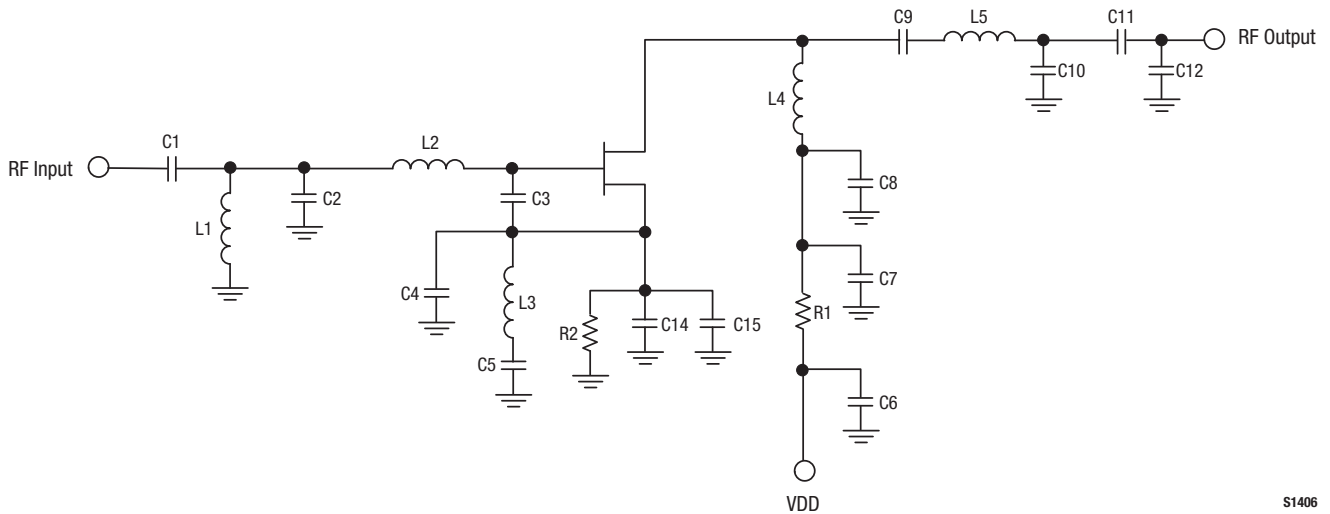 C9
L5
C11
RF Output
C10
C12
L4
C1
L2
RF Input
C8
C2
C3
L1
C7
C4
L3
R1
R2
C14
C15
C5
C6
VDD
S1406